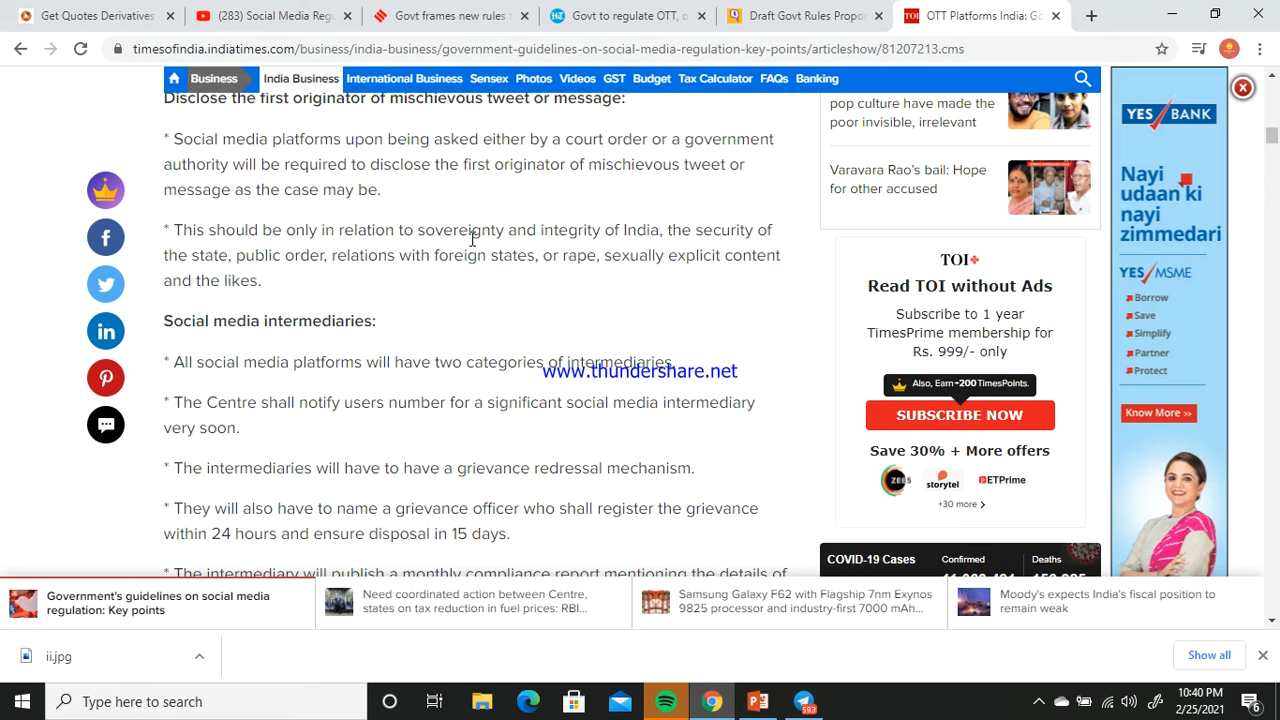 Get Quotes Derivatives
(283) Social Media Regu
Govt frames new rules f
Govt to regulate OTT, o
Draft Govt Rules Propo
OTT Platforms India: Go
timesofindia.indiatimes.com/business/india-business/government-guidelines-on-social-media-regulation-key-points/articleshow/81207213.cms
Business
India Business
International Business
Sensex
Photos
Videos
GST
Budget
Tax Calculator
FAQs
Banking
Disclose the first originator of mischievous tweet or message:
* Social media platforms upon being asked either by a court order or a government
authority will be required to disclose the first originator of mischievous tweet or
message as the case may be.
* This should be only in relation to sovereignty and integrity of India, the security of
the state, public order, relations with foreign states, or rape, sexually explicit content
and the likes.
Social media intermediaries:
* All social media platforms will have two categories of intermediaries.
www.thundershare.net
* The Centre shall notify users number for a significant social media intermediary
very soon.
* The intermediaries will have to have a grievance redressal mechanism.
* They will also have to name a grievance officer who shall register the grievance
within 24 hours and ensure disposal in 15 days.
* The intermediary will publish a monthly compliance report mentioning the details of
pop culture have made the
poor invisible, irrelevant
Varavara Rao's bail: Hope
for other accused
TOI+
Read TOI without Ads
Subscribe to 1 year
TimesPrime membership for
Rs. 999/- only
Also, Earn +200 TimesPoints.
SUBSCRIBE NOW
Save 30% + More offers
ZEE5
storytel
ETPrime
+30 more >
COVID-19 Cases
Confirmed
Deaths
YES BANK
Nayi
udaan ki
nayi
zimmedari
YES MSME
Borrow
Save
Simplify
Partner
Protect
Know More >>
Government's guidelines on social media
regulation: Key points
Need coordinated action between Centre,
states on tax reduction in fuel prices: RBI...
Samsung Galaxy F62 with Flagship 7nm Exynos
9825 processor and industry-first 7000 mAh...
Moody's expects India's fiscal position to
remain weak
ii.jpg
Show all
Type here to search
593
10:40 PM
2/25/2021
6